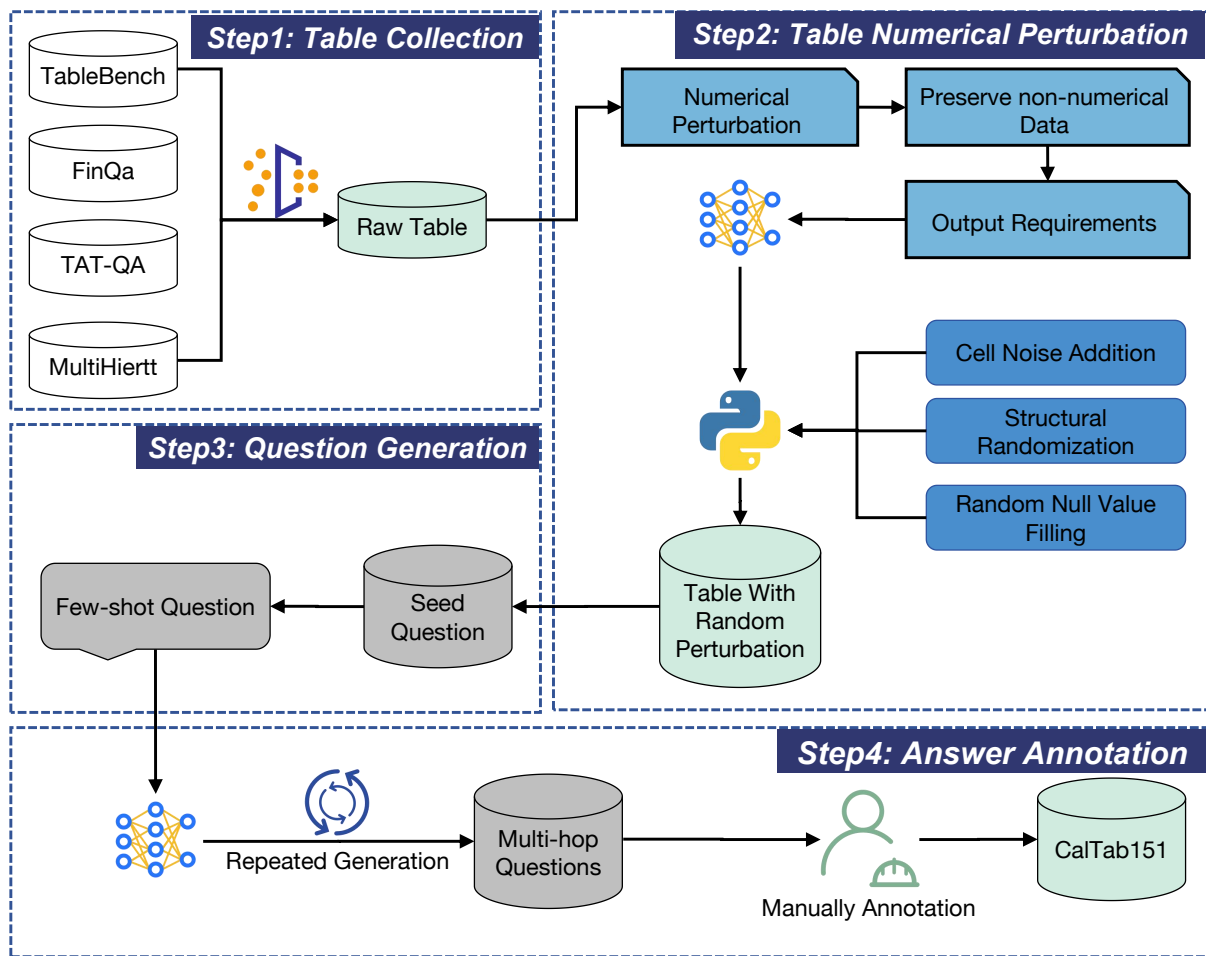 Step1: Table Collection
TableBench
FinQa
TAT-QA
MultiHiertt
Raw Table
Step2: Table Numerical Perturbation
Numerical
Perturbation
Preserve non-numerical
Data
Output Requirements
Cell Noise Addition
Structural
Randomization
Random Null Value
Filling
Table With
Random
Perturbation
Step3: Question Generation
Seed
Question
Few-shot Question
Step4: Answer Annotation
Repeated Generation
Multi-hop
Questions
Manually Annotation
CalTab151